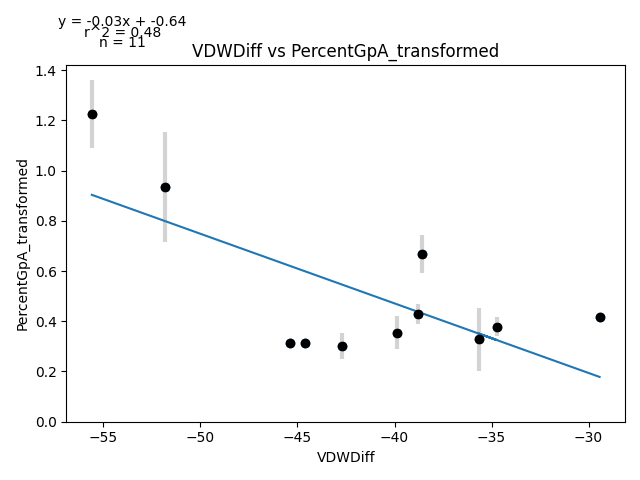 y = -0.03x + -0.64
r^2 = 0.48
n = 11
VDWDiff vs PercentGpA_transformed
1.4
1.2
1.0
0.8
0.6
0.4
0.2
0.0
PercentGpA_transformed
−55
−50
−45
−40
−35
−30
VDWDiff